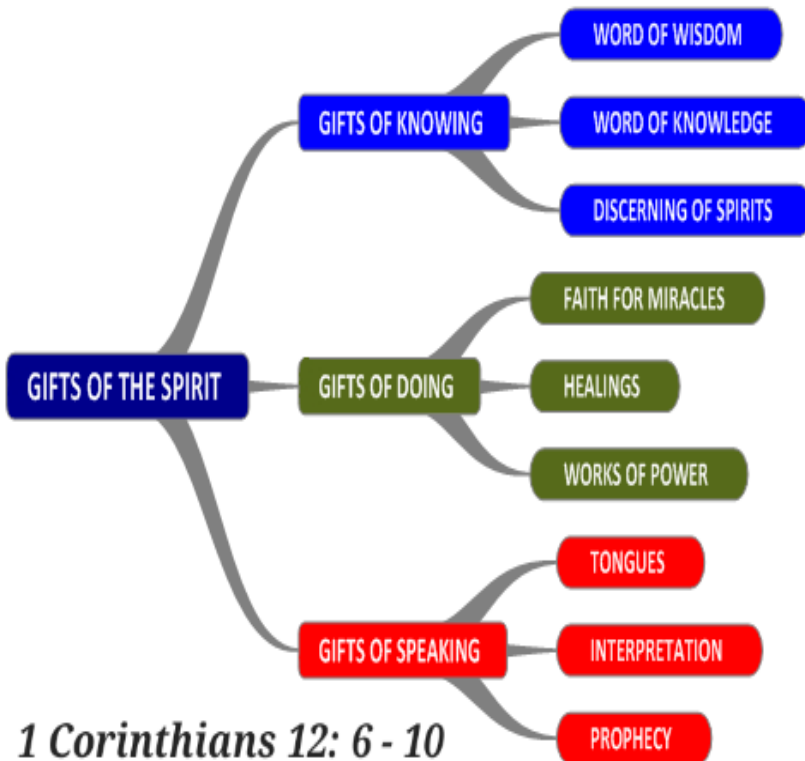 WORD OF WISDOM
GIFTS OF KNOWING
WORD OF KNOWLEDGE
DISCERNING OF SPIRITS
FAITH FOR MIRACLES
GIFTS OF THE SPIRIT
GIFTS OF DOING
HEALINGS
WORKS OF POWER
TONGUES
GIFTS OF SPEAKING
INTERPRETATION
PROPHECY
1 Corinthians 12: 6 - 10